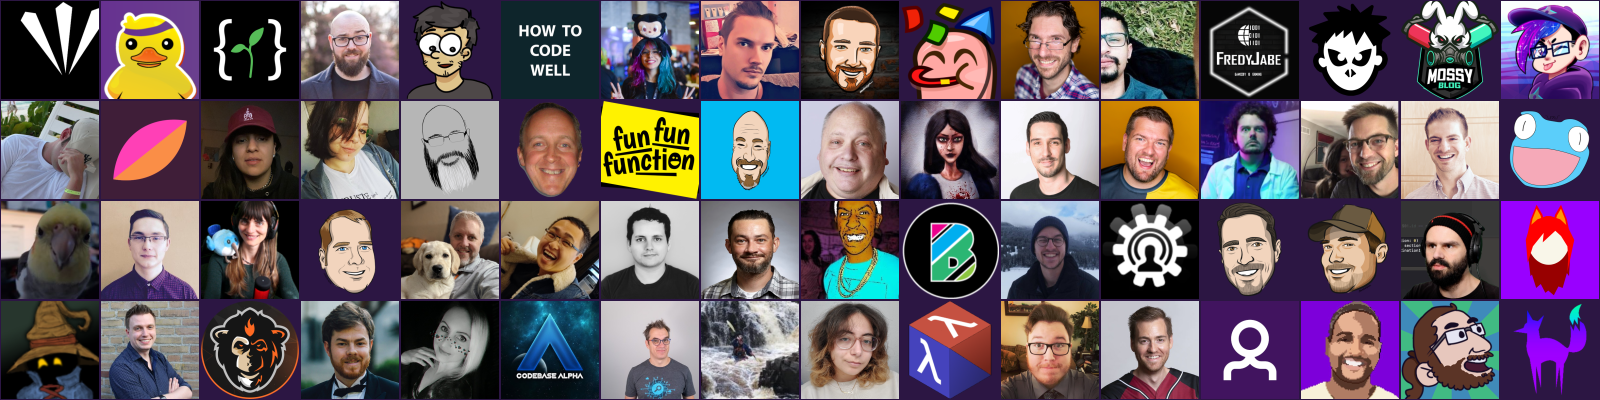 HOW TO
CODE
WELL
FREDYJABE
MOSSY
BLOG
fun fun
function
CODEBASE ALPHA